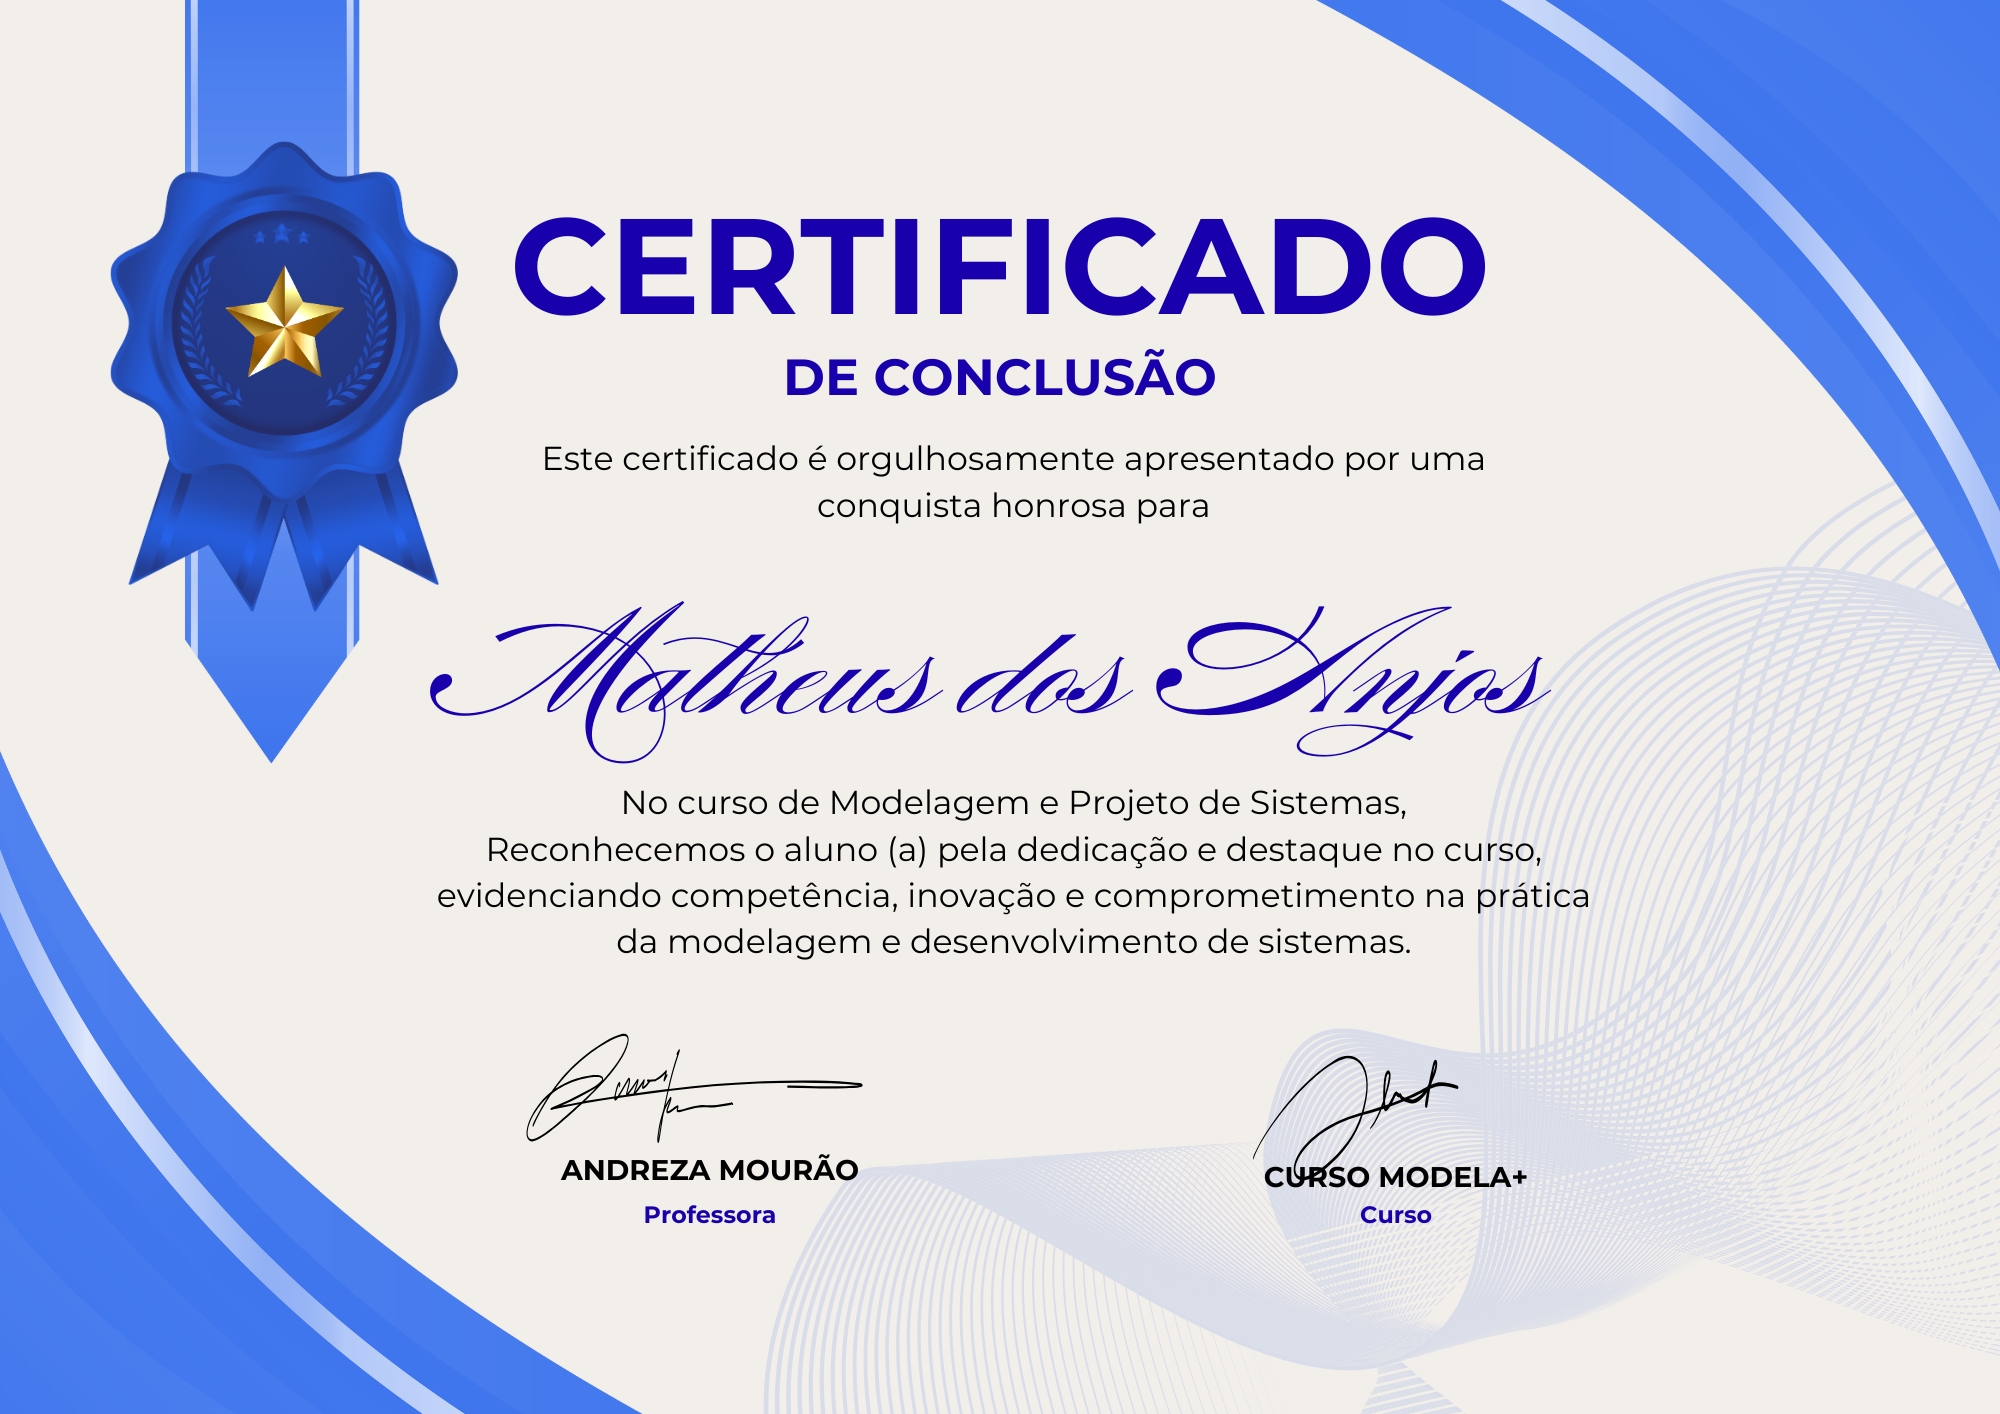 CERTIFICADO
DE CONCLUSÃO
Este certificado é orgulhosamente apresentado por uma
conquista honrosa para
Matheus dos Anjos
No curso de Modelagem e Projeto de Sistemas,
Reconhecemos o aluno (a) pela dedicação e destaque no curso,
evidenciando competência, inovação e comprometimento na prática
da modelagem e desenvolvimento de sistemas.
ANDREZA MOURÃO
Professora
CURSO MODELA+
Curso